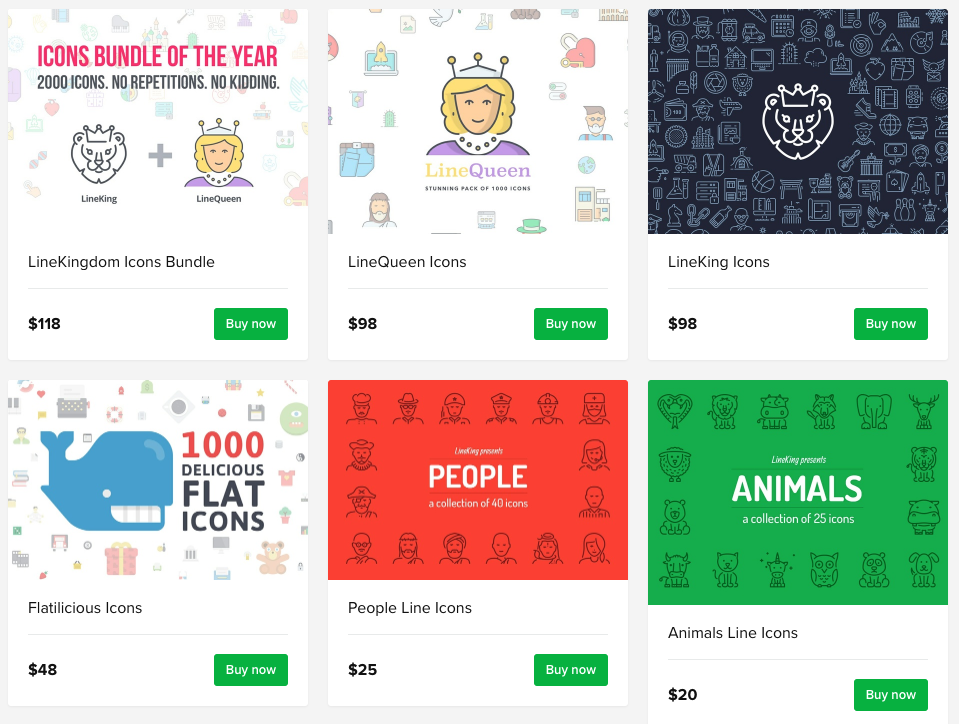 ICONS BUNDLE OF THE YEAR
2000 ICONS. NO REPETITIONS. NO KIDDING.
LineKing
LineQueen
LineKingdom Icons Bundle
$118
Buy now
LineQueen
STUNNING PACK OF 1000 ICONS
LineQueen Icons
$98
Buy now
LineKing Icons
$98
Buy now
1000
DELICIOUS
FLAT
ICONS
Flatilicious Icons
$48
Buy now
LineKing presents
PEOPLE
a collection of 40 icons
People Line Icons
$25
Buy now
LineKing presents
ANIMALS
a collection of 25 icons
Animals Line Icons
$20
Buy now